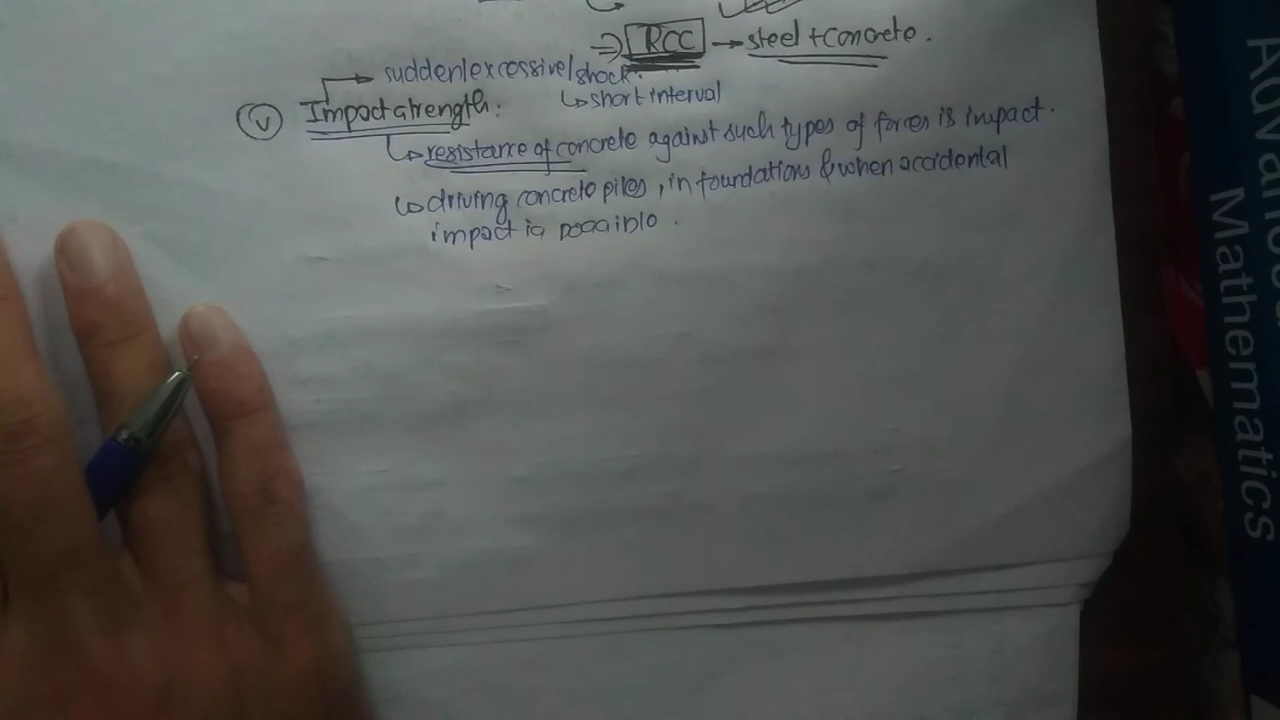 ⇒ RCC → steel + Concrete.
→ sudden/excessive/shock.
↳ short interval
(v) Impact strength.
↳ resistance of concrete against such types of forces is impact.
↳ driving concrete piles, in foundations & when accidental
impact is possible.
Mathematics